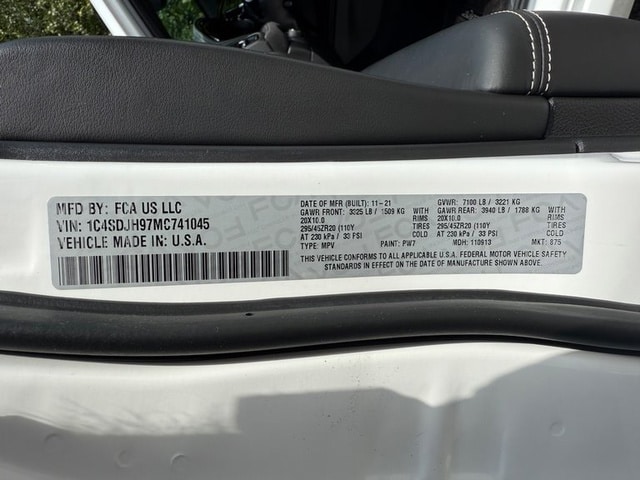 MFD BY: FCA US LLC
VIN: 1C4SDJH97MC741045
VEHICLE MADE IN: U.S.A.
DATE OF MFR (BUILT): 11-21 GVWR: 7100 LB / 3221 KG
GAWR FRONT: 3325 LB / 1509 KG WITH GAWR REAR: 3940 LB / 1788 KG WITH
20X10.0 RIMS 20X10.0 RIMS
295/45ZR20 (110Y TIRES 295/45ZR20 (110Y TIRES
AT 230 kPa / 33 PSI COLD AT 230 kPa / 33 PSI COLD
TYPE: MPV PAINT: PW7 MDH: 110913 MKT: 875
THIS VEHICLE CONFORMS TO ALL APPLICABLE U.S.A. FEDERAL MOTOR VEHICLE SAFETY
STANDARDS IN EFFECT ON THE DATE OF MANUFACTURE SHOWN ABOVE.